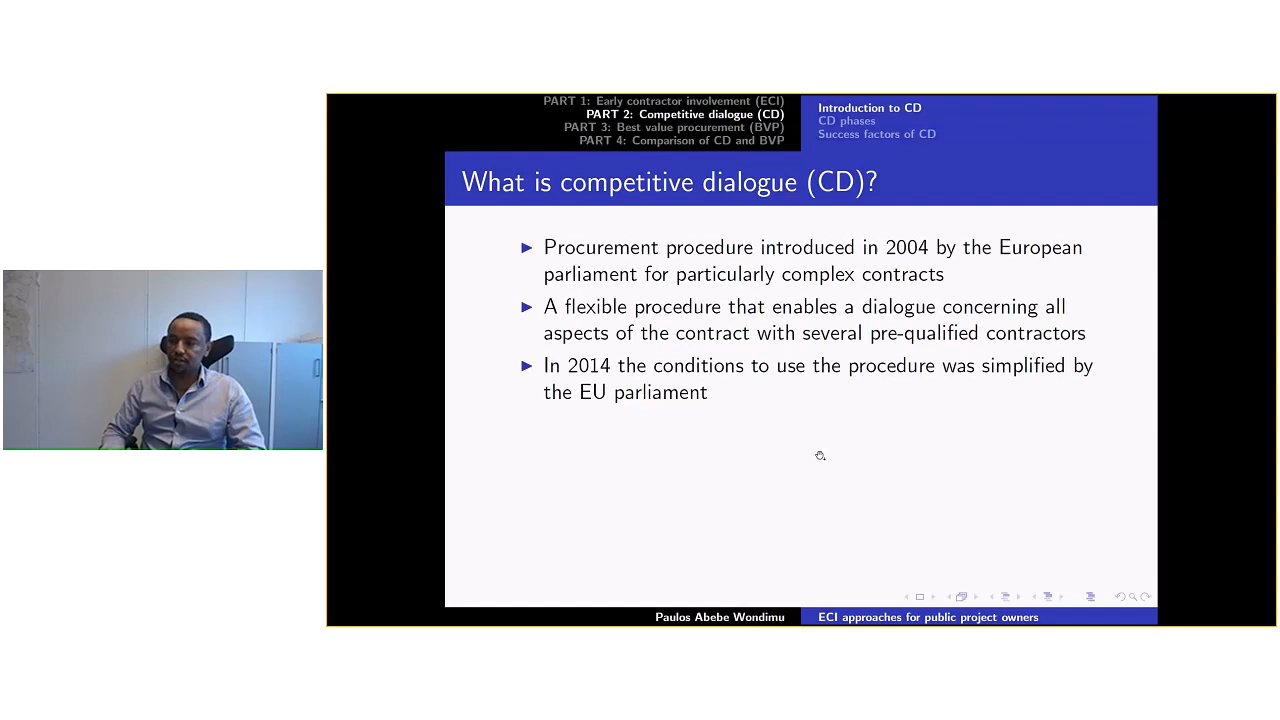 PART 1: Early contractor involvement (ECI)
PART 2: Competitive dialogue (CD)
PART 3: Best value procurement (BVP)
PART 4: Comparison of CD and BVP
Introduction to CD
CD phases
Success factors of CD
What is competitive dialogue (CD)?
Procurement procedure introduced in 2004 by the European
parliament for particularly complex contracts
A flexible procedure that enables a dialogue concerning all
aspects of the contract with several pre-qualified contractors
In 2014 the conditions to use the procedure was simplified by
the EU parliament
Paulos Abebe Wondimu
ECI approaches for public project owners